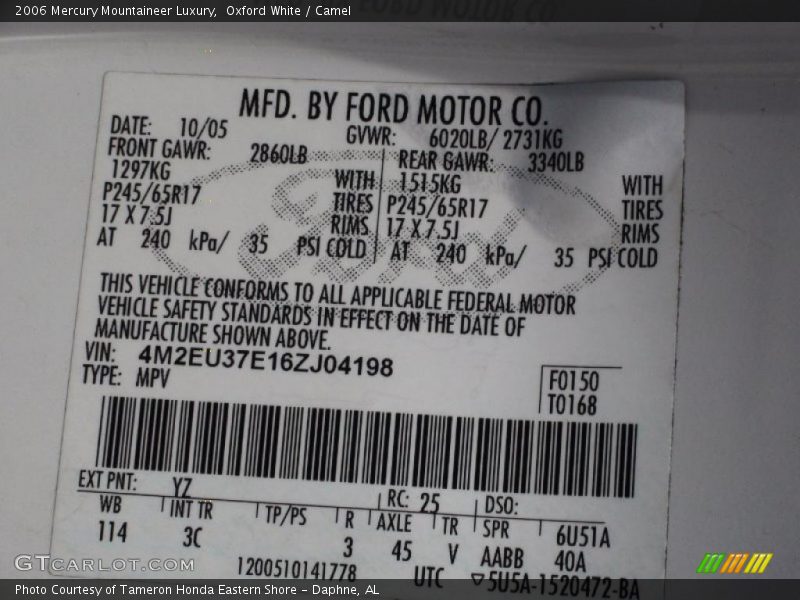 2006 Mercury Mountaineer Luxury,  Oxford White / Camel
MFD. BY FORD MOTOR CO.
DATE: 10/05 GVWR: 6020LB/ 2731KG
FRONT GAWR: 2860LB REAR GAWR: 3340LB
1297KG WITH 1515KG WITH
P245/65R17 TIRES P245/65R17 TIRES
17 X 7.5J RIMS 17 X 7.5J RIMS
AT 240 kPa/ 35 PSI COLD AT 240 kPa/ 35 PSI COLD
Ford
THIS VEHICLE CONFORMS TO ALL APPLICABLE FEDERAL MOTOR
VEHICLE SAFETY STANDARDS IN EFFECT ON THE DATE OF
MANUFACTURE SHOWN ABOVE.
VIN: 4M2EU37E16ZJ04198
TYPE: MPV
F0150
T0168
EXT PNT: YZ RC: 25 DSO:
WB INT TR TP/PS R AXLE TR SPR 6U51A
114 3C 3 45 V AABB 40A
1200510141778 UTC ▽5U5A-1520472-BA
GTCARLOT.COM
Photo Courtesy of Tameron Honda Eastern Shore - Daphne, AL